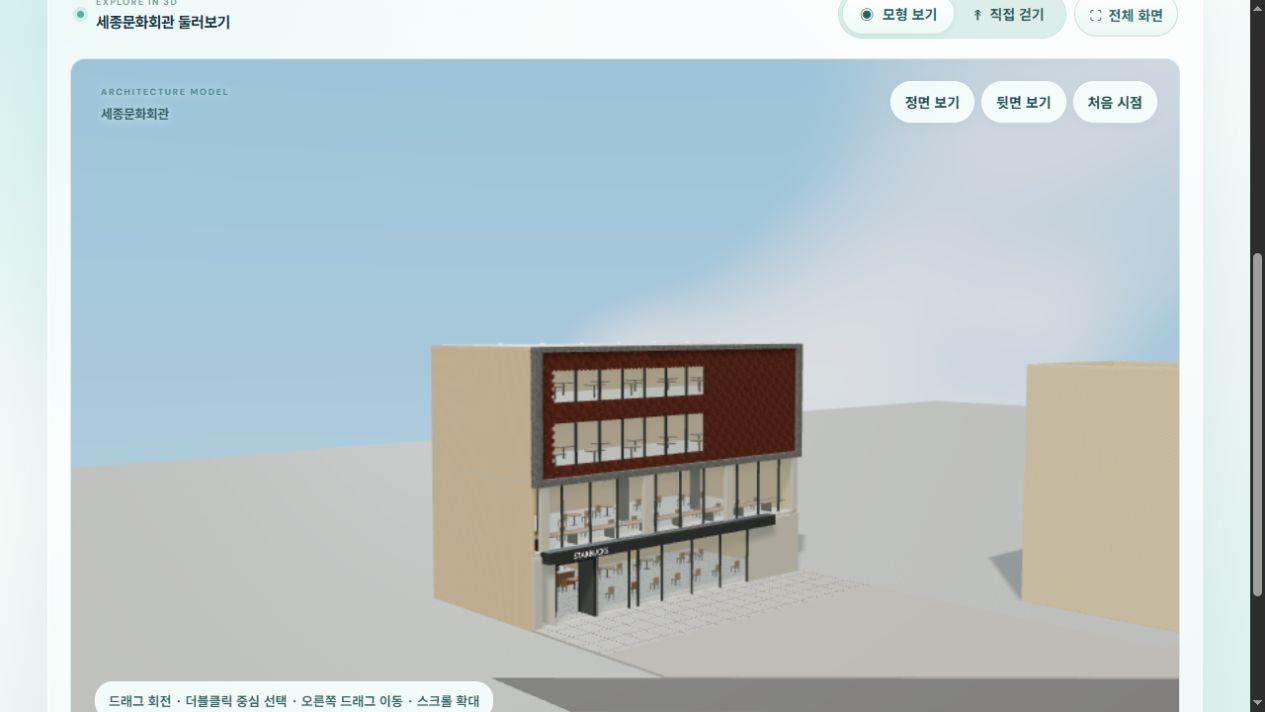 EXPLORE IN 3D
세종문화회관 둘러보기
모형 보기
직접 걷기
전체 화면
ARCHITECTURE MODEL
세종문화회관
정면 보기
뒷면 보기
처음 시점
STARBUCKS
드래그 회전 · 더블클릭 중심 선택 · 오른쪽 드래그 이동 · 스크롤 확대